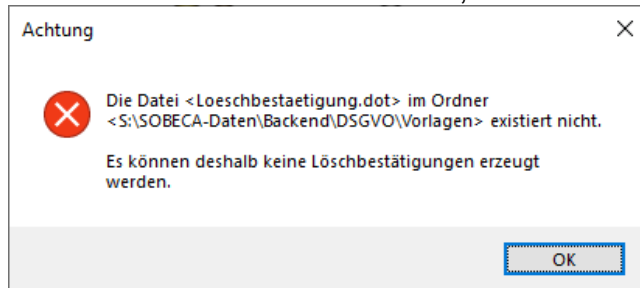 Achtung
Die Datei <Loeschbestaetigung.dot> im Ordner
<S:\SOBECA-Daten\Backend\DSGVO\Vorlagen> existiert nicht.
Es können deshalb keine Löschbestätigungen erzeugt
werden.
OK